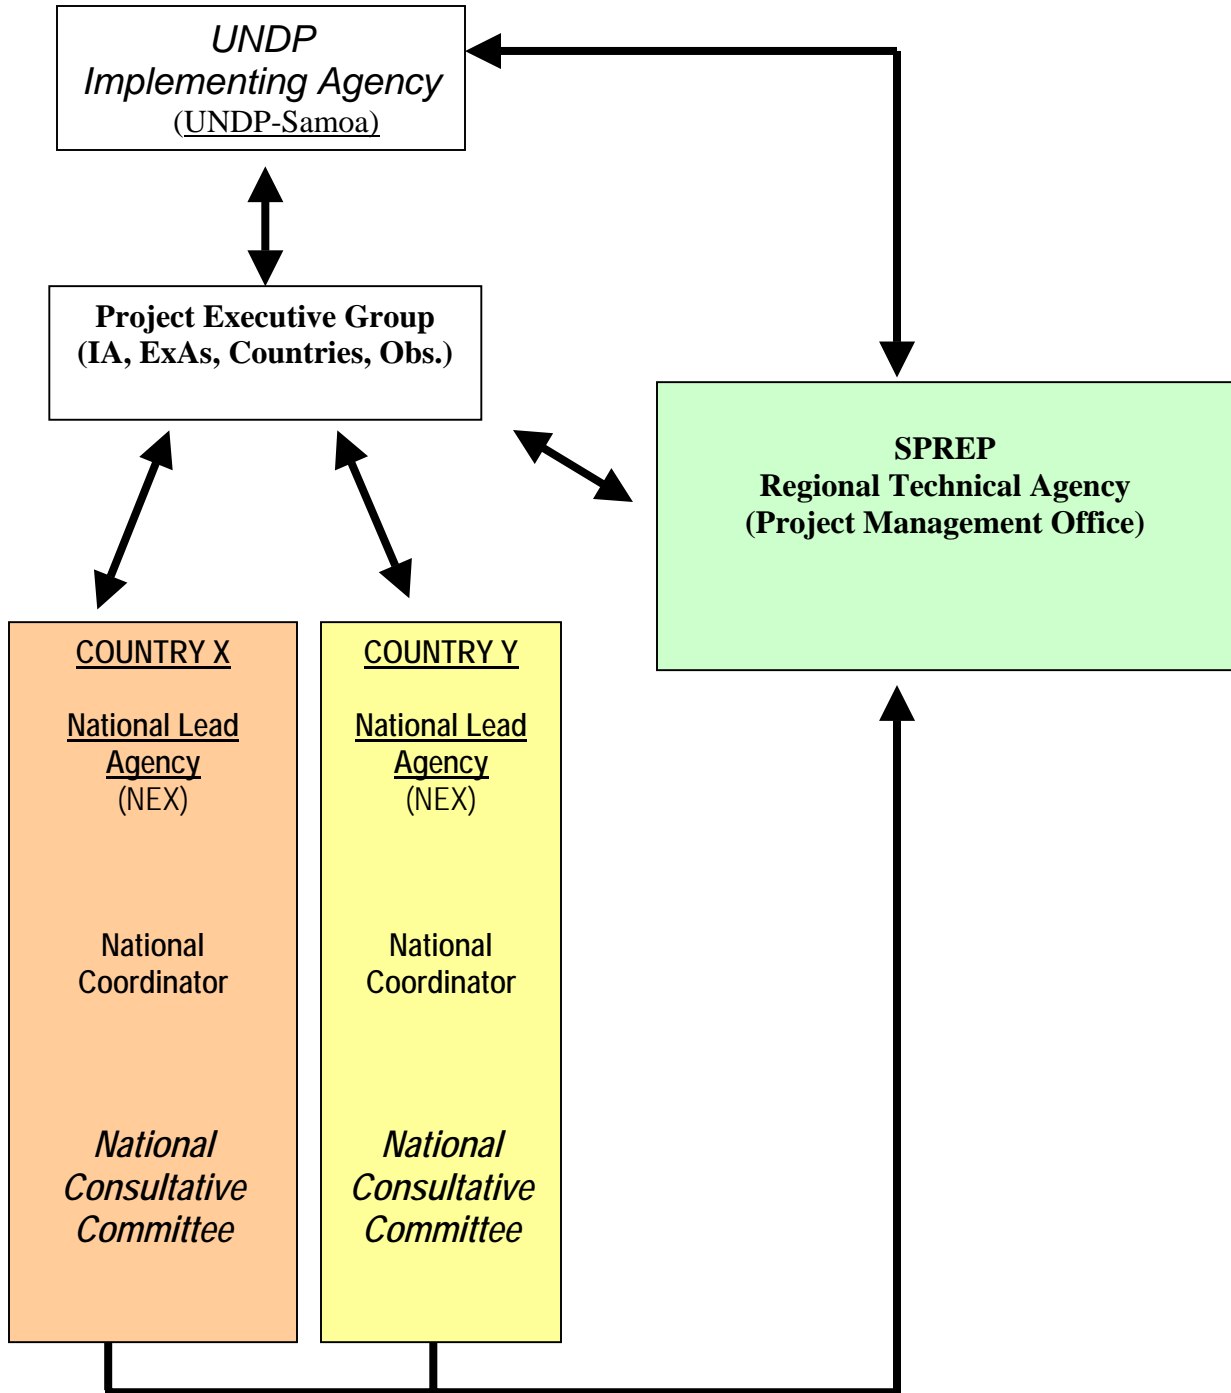 UNDP
Implementing Agency
(UNDP-Samoa)
Project Executive Group
(IA, ExAs, Countries, Obs.)
SPREP
Regional Technical Agency
(Project Management Office)
COUNTRY X
National Lead
Agency
(NEX)
National
Coordinator
National
Consultative
Committee
COUNTRY Y
National Lead
Agency
(NEX)
National
Coordinator
National
Consultative
Committee